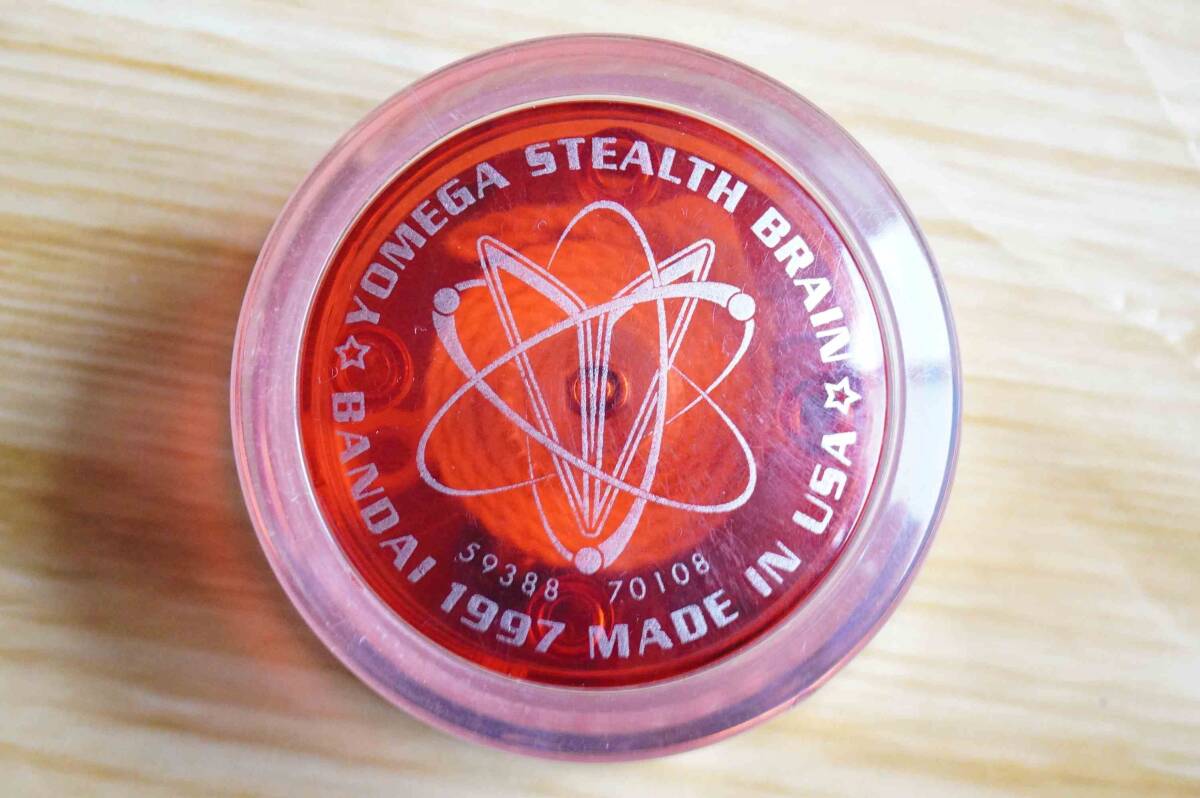 YOMEGA STEALTH BRAIN
☆ BANDAI 1997 MADE IN USA ☆
59388 70108